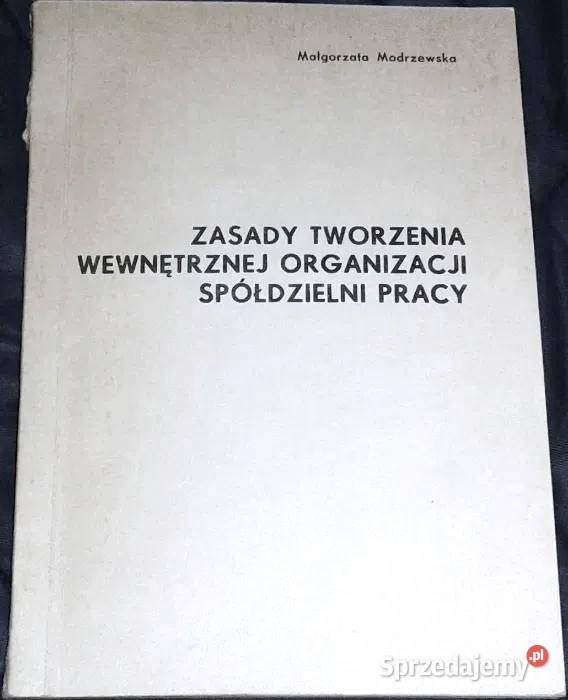 Małgorzata Modrzewska
ZASADY TWORZENIA
WEWNĘTRZNEJ ORGANIZACJI
SPÓŁDZIELNI PRACY
Sprzedajemy.pl